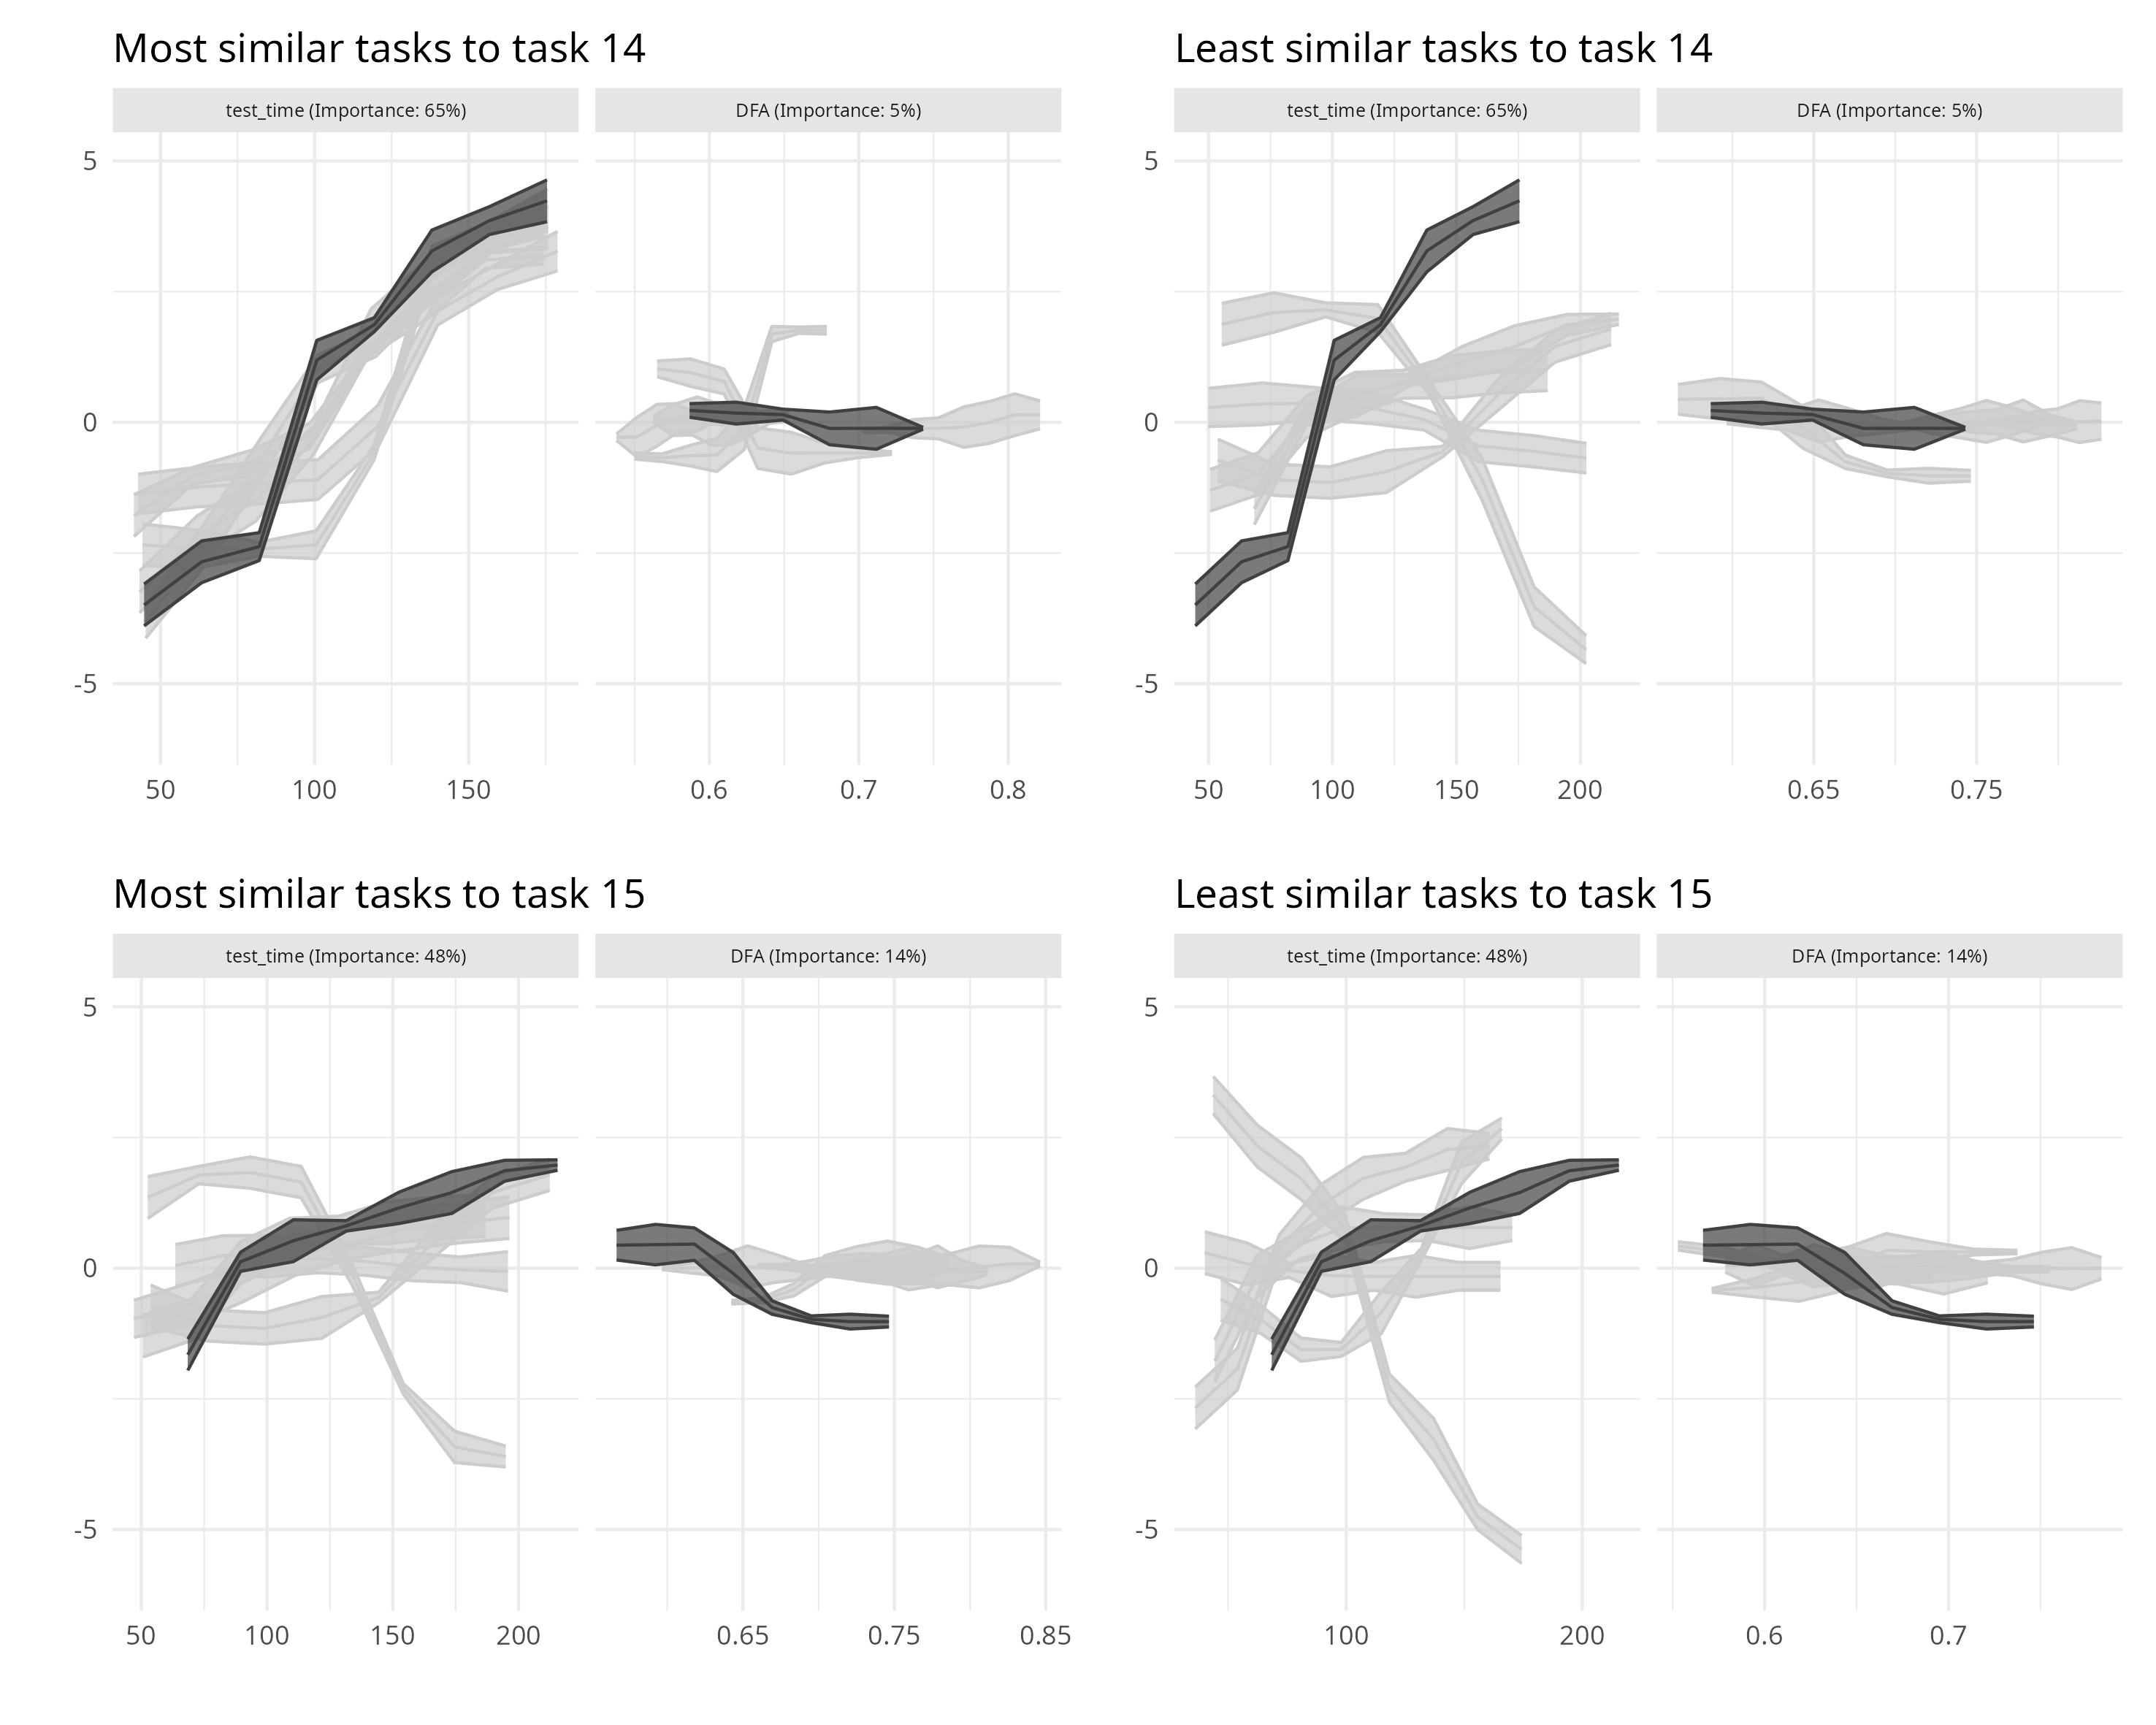 Most similar tasks to task 14
Least similar tasks to task 14
test_time (Importance: 65%)
DFA (Importance: 5%)
test_time (Importance: 65%)
DFA (Importance: 5%)
5
0
-5
5
0
-5
50 100 150
0.6 0.7 0.8
50 100 150 200
0.65 0.75
Most similar tasks to task 15
Least similar tasks to task 15
test_time (Importance: 48%)
DFA (Importance: 14%)
test_time (Importance: 48%)
DFA (Importance: 14%)
5
0
-5
5
0
-5
50 100 150 200
0.65 0.75 0.85
100 200
0.6 0.7